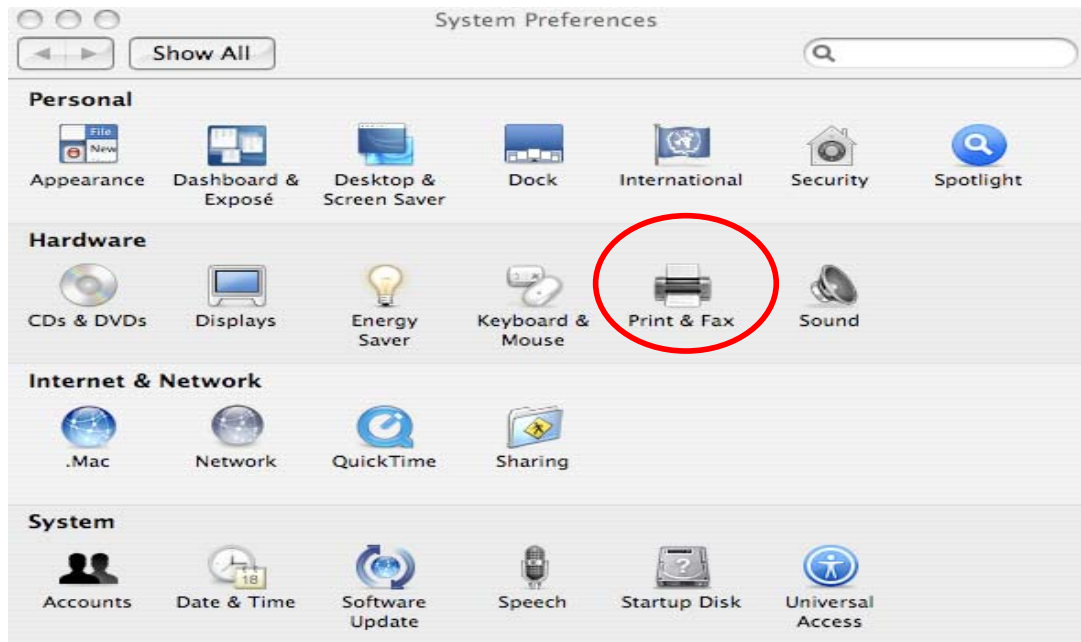 System Preferences
Show All
Personal
File
New
Appearance
Dashboard &
Exposé
Desktop &
Screen Saver
Dock
International
Security
Spotlight
Hardware
CDs & DVDs
Displays
Energy
Saver
Keyboard &
Mouse
Print & Fax
Sound
Internet & Network
.Mac
Network
QuickTime
Sharing
System
Accounts
18
Date & Time
Software
Update
Speech
?
Startup Disk
Universal
Access